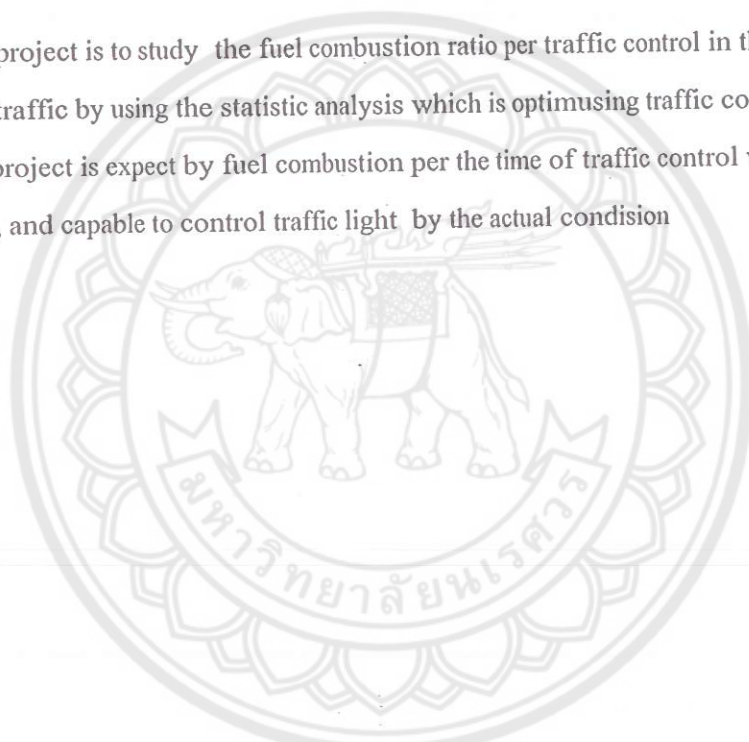 project is to study the fuel combustion ratio per traffic control in t
traffic by using the statistic analysis which is optimusing traffic co
project is expect by fuel combustion per the time of traffic control
, and capable to control traffic light by the actual condision
มหาวิทยาลัยนเรศวร